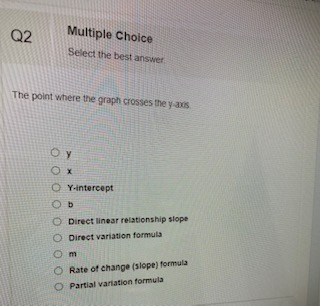 Q2
Multiple Choice
Select the best answer.
The point where the graph crosses the y-axis
y
x
Y-intercept
b
Direct linear relationship slope
Direct variation formula
m
Rate of change (slope) formula
Partial variation formula